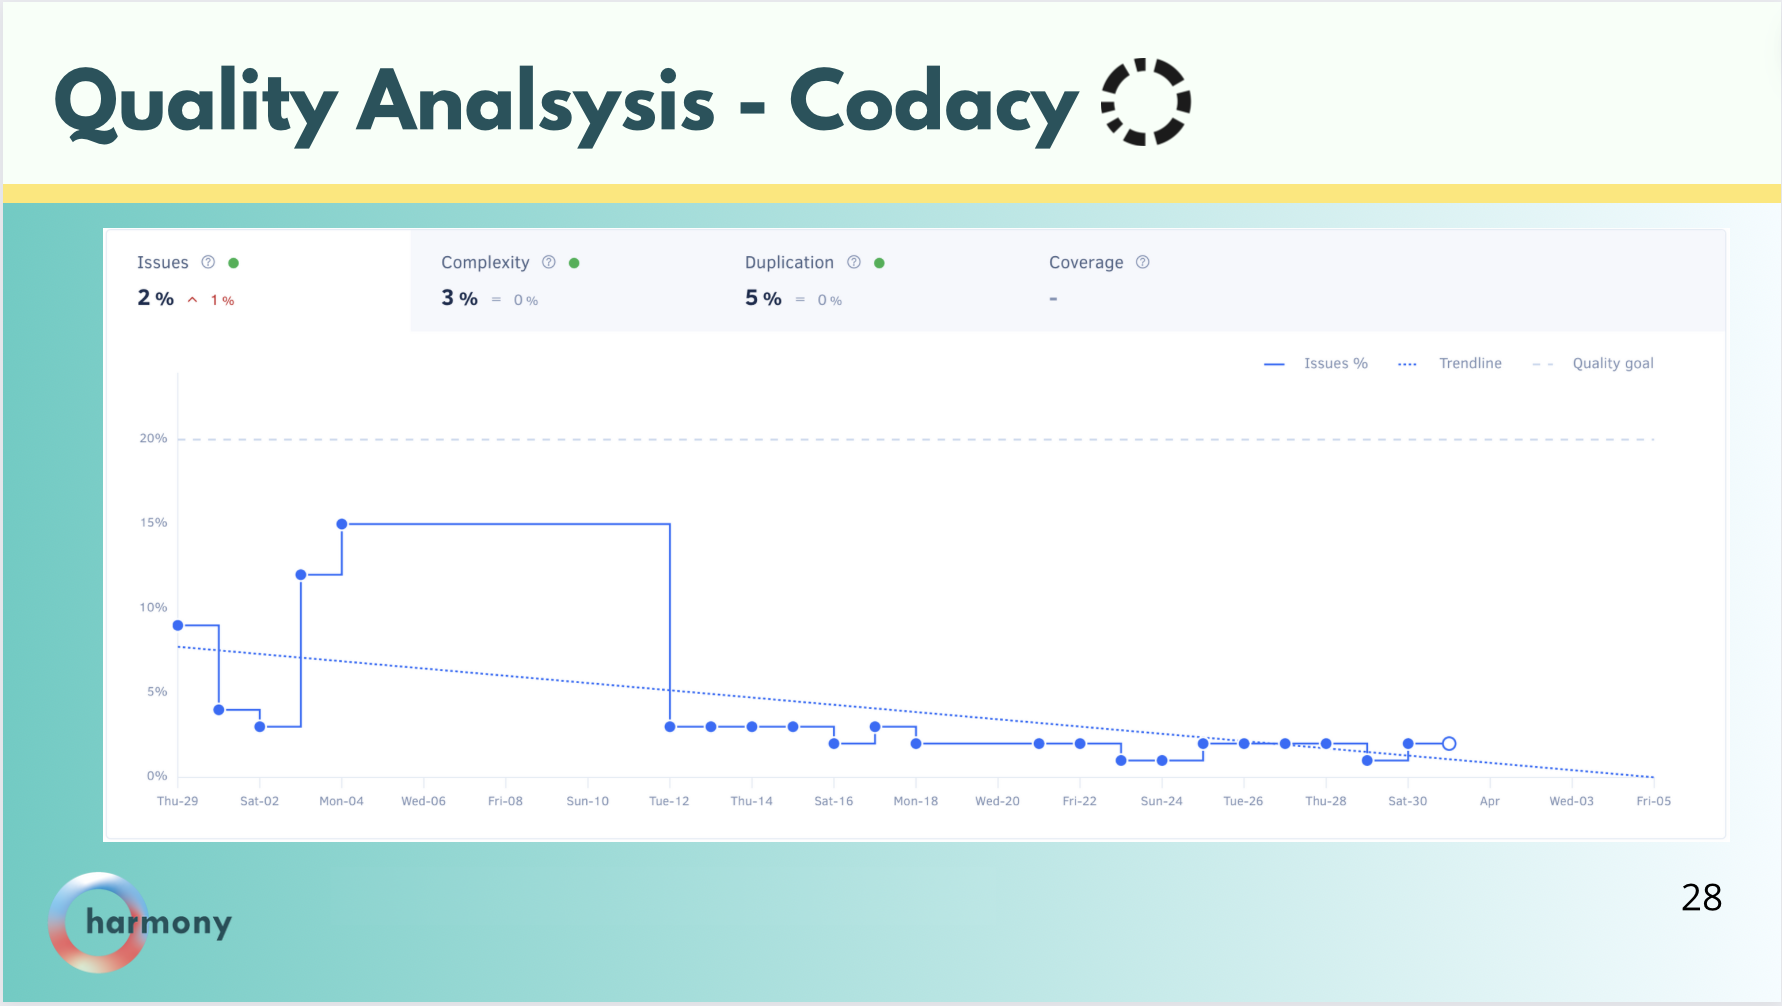 Quality Analsysis - Codacy
Issues ? Complexity ? Duplication ? Coverage ?
2 % ^ 1 % 3 % = 0 % 5 % = 0 % -
Issues % Trendline Quality goal
20%
15%
10%
5%
0%
Thu-29 Sat-02 Mon-04 Wed-06 Fri-08 Sun-10 Tue-12 Thu-14 Sat-16 Mon-18 Wed-20 Fri-22 Sun-24 Tue-26 Thu-28 Sat-30 Apr Wed-03 Fri-05
harmony
28